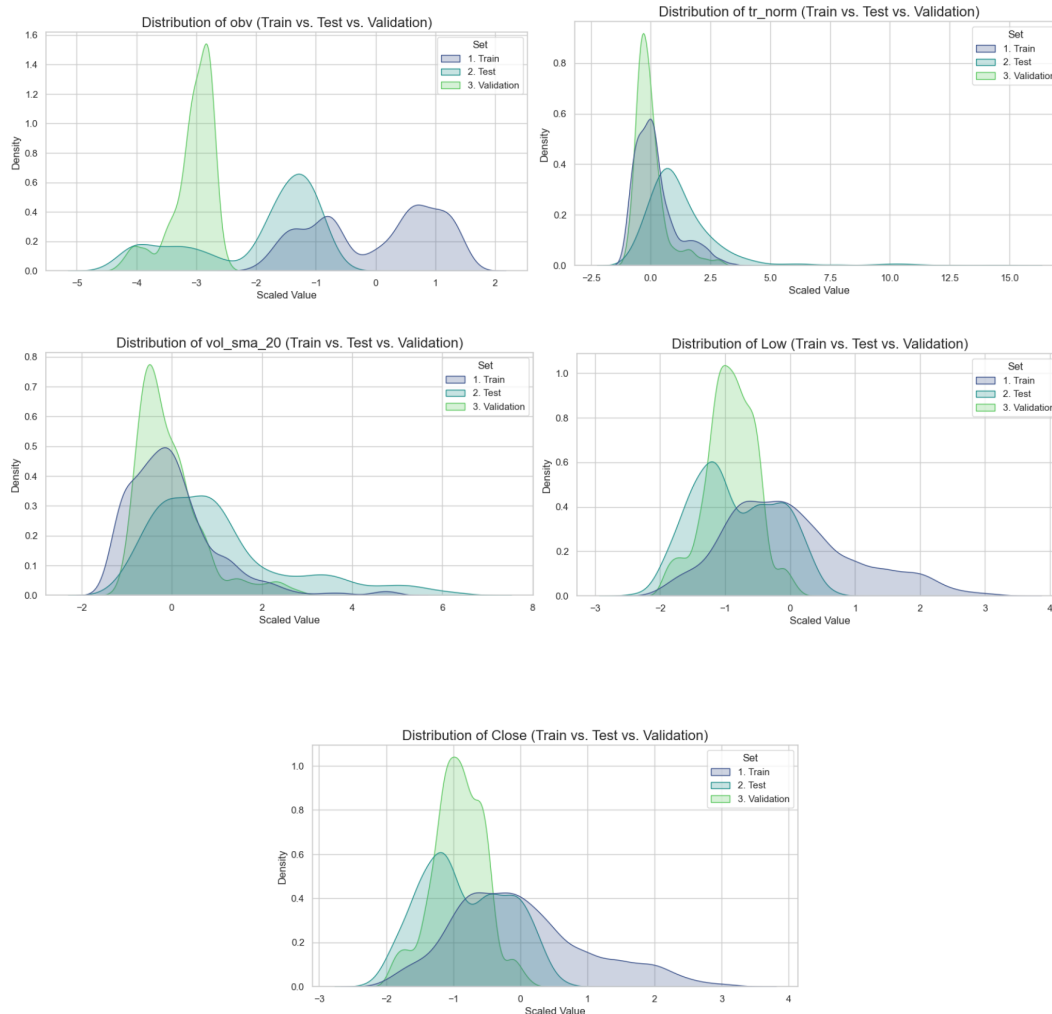 Distribution of obv (Train vs. Test vs. Validation)
1.6
1.4
1.2
1.0
0.8
0.6
0.4
0.2
0.0
Density
Set
1. Train
2. Test
3. Validation
−5 −4 −3 −2 −1 0 1 2
Scaled Value
Distribution of tr_norm (Train vs. Test vs. Validation)
0.8
0.6
0.4
0.2
0.0
Density
Set
1. Train
2. Test
3. Validation
−2.5 0.0 2.5 5.0 7.5 10.0 12.5 15.0
Scaled Value
Distribution of vol_sma_20 (Train vs. Test vs. Validation)
0.8
0.7
0.6
0.5
0.4
0.3
0.2
0.1
0.0
Density
Set
1. Train
2. Test
3. Validation
−2 0 2 4 6 8
Scaled Value
Distribution of Low (Train vs. Test vs. Validation)
1.0
0.8
0.6
0.4
0.2
0.0
Density
Set
1. Train
2. Test
3. Validation
−3 −2 −1 0 1 2 3 4
Scaled Value
Distribution of Close (Train vs. Test vs. Validation)
1.0
0.8
0.6
0.4
0.2
0.0
Density
Set
1. Train
2. Test
3. Validation
−3 −2 −1 0 1 2 3 4
Scaled Value